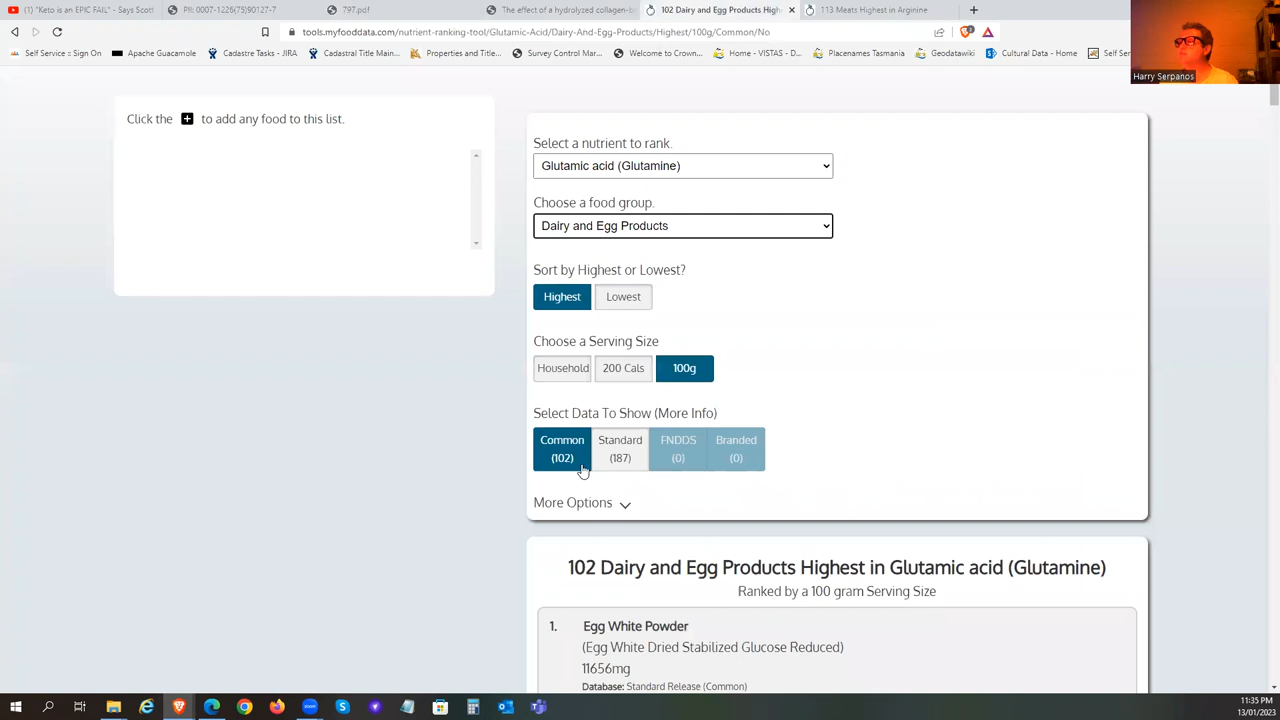 (1) "Keto is an EPIC FAIL" - Says Scott
PII: 0007-1226(75)90127-7
797.pdf
The effect of a hydrolyzed collagen-b
102 Dairy and Egg Products High
113 Meats Highest in Arginine
tools.myfooddata.com/nutrient-ranking-tool/Glutamic-Acid/Dairy-And-Egg-Products/Highest/100g/Common/No
Self Service :: Sign On
Apache Guacamole
Cadastre Tasks - JIRA
Cadastral Title Main...
Properties and Title...
Survey Control Mar...
Welcome to Crown...
Home - VISTAS - D...
Placenames Tasmania
Geodatawiki
Cultural Data - Home
Self Serv
Harry Serpanos
Click the + to add any food to this list.
Select a nutrient to rank.
Glutamic acid (Glutamine)
Choose a food group.
Dairy and Egg Products
Sort by Highest or Lowest?
Highest
Lowest
Choose a Serving Size
Household
200 Cals
100g
Select Data To Show (More Info)
Common
(102)
Standard
(187)
FNDDS
(0)
Branded
(0)
More Options
102 Dairy and Egg Products Highest in Glutamic acid (Glutamine)
Ranked by a 100 gram Serving Size
1. Egg White Powder
(Egg White Dried Stabilized Glucose Reduced)
11656mg
Database: Standard Release (Common)
11:35 PM
13/01/2023